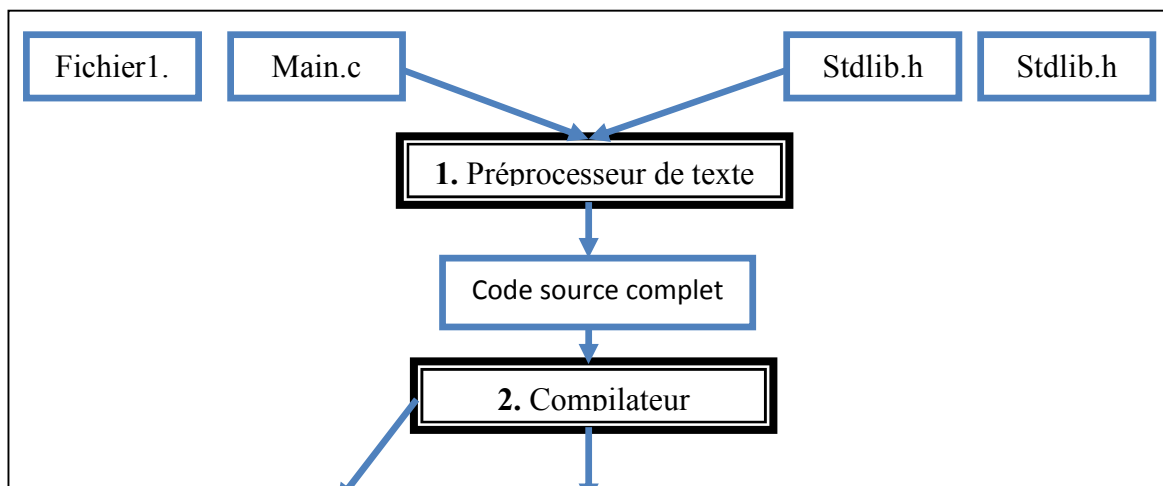 Fichier1.
Main.c
Stdlib.h
Stdlib.h
1. Préprocesseur de texte
Code source complet
2. Compilateur